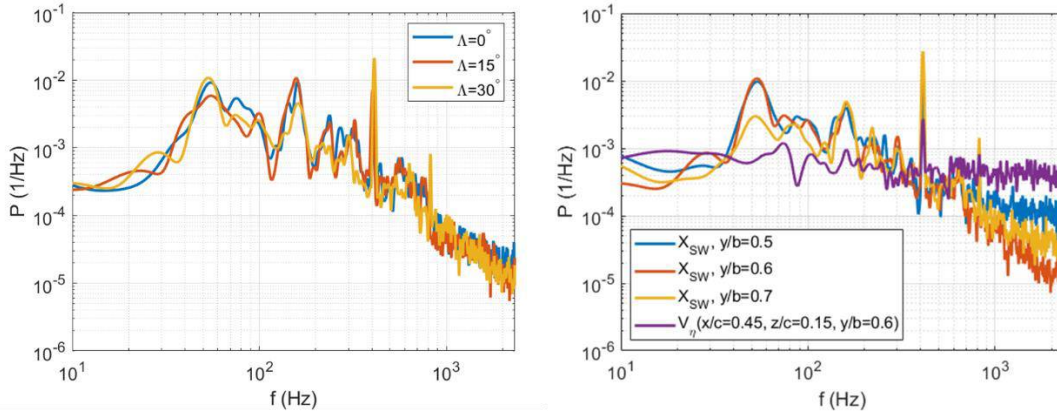 10^-1
10^-2
10^-3
10^-4
10^-5
10^-6
P (1/Hz)
10^1
10^2
10^3
f (Hz)
Λ=0°
Λ=15°
Λ=30°
10^-1
10^-2
10^-3
10^-4
10^-5
10^-6
P (1/Hz)
10^1
10^2
10^3
f (Hz)
X_SW, y/b=0.5
X_SW, y/b=0.6
X_SW, y/b=0.7
V_η(x/c=0.45, z/c=0.15, y/b=0.6)